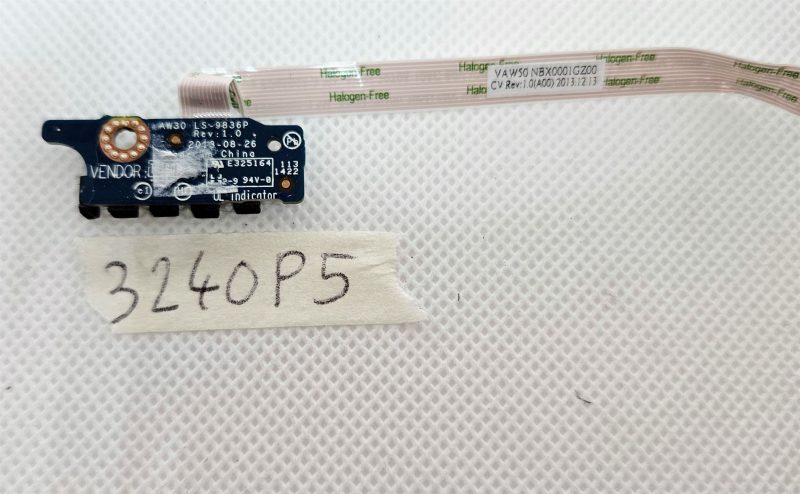 Halogen-Free
Halogen-Free
VAW50 NBX0001GZ00
CV Rev:1.0(A00) 2013.12.13
Halogen-Free
Halogen-Free
Halogen-Free
AW30 LS-9836P
Rev:1.0
2013-08-26
China
Pb
VENDOR:
E325164
94V-0
113
1422
UL indicator
3240P5